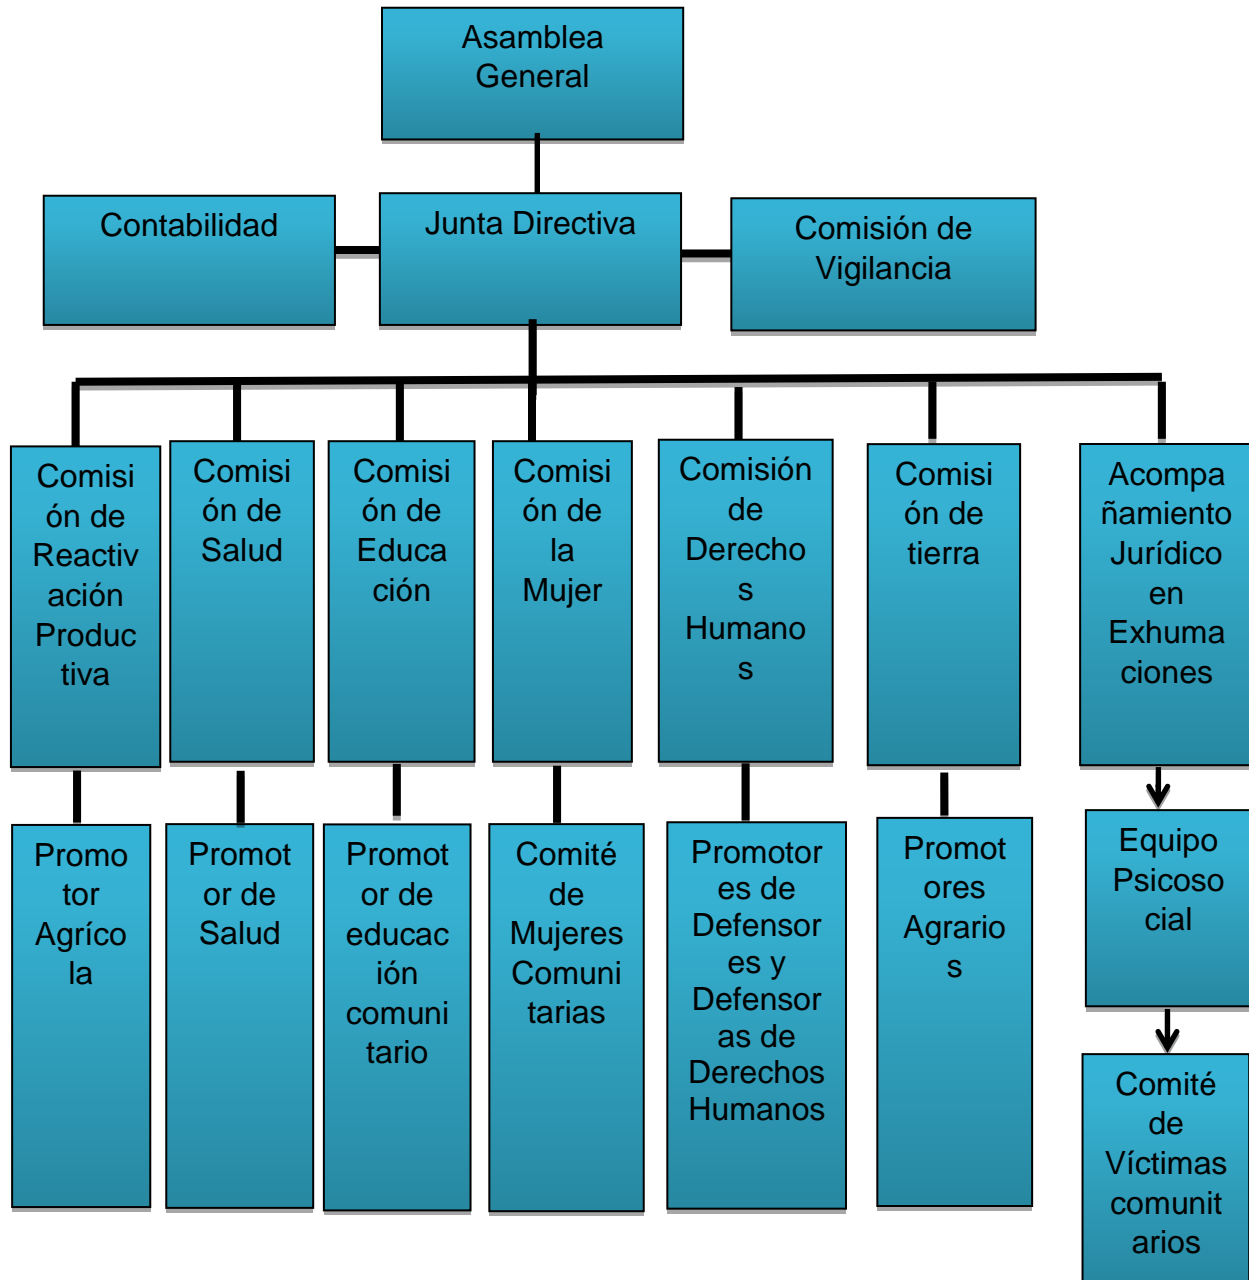 Asamblea
General
Contabilidad
Junta Directiva
Comisión de
Vigilancia
Comisi
ón de
Reactiv
ación
Produc
tiva
Comisi
ón de
Salud
Comisi
ón de
Educa
ción
Comisi
ón de
la
Mujer
Comisión
de
Derecho
s
Humano
s
Comisi
ón de
tierra
Acompa
ñamiento
Jurídico
en
Exhuma
ciones
Promo
tor
Agríco
la
Promot
or de
Salud
Promot
or de
educac
ión
comuni
tario
Comité
de
Mujeres
Comuni
tarias
Promotor
es de
Defensor
es y
Defensor
as de
Derechos
Humanos
Promot
ores
Agrario
s
Equipo
Psicoso
cial
Comité
de
Víctimas
comunit
arios